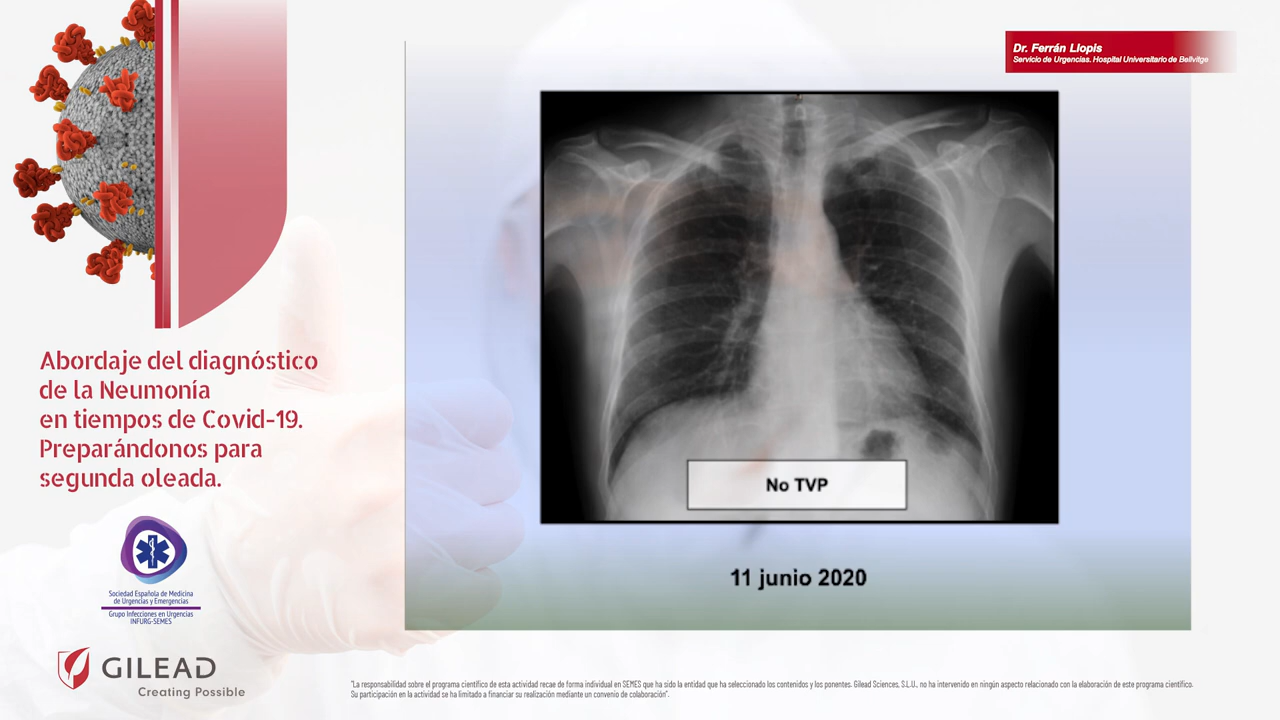 Dr. Ferrán Llopis
Servicio de Urgencias. Hospital Universitario de Bellvitge
Abordaje del diagnóstico
de la Neumonía
en tiempos de Covid-19.
Preparándonos para
segunda oleada.
No TVP
11 junio 2020
Sociedad Española de Medicina
de Urgencias y Emergencias
Grupo Infecciones en Urgencias
INFURG-SEMES
GILEAD
Creating Possible
"La responsabilidad sobre el programa científico de esta actividad recae de forma individual en SEMES que ha sido la entidad que ha seleccionado los contenidos y los ponentes. Gilead Sciences, S.L.U., no ha intervenido en ningún aspecto relacionado con la elaboración de este programa científico.
Su participación en la actividad se ha limitado a financiar su realización mediante un convenio de colaboración".